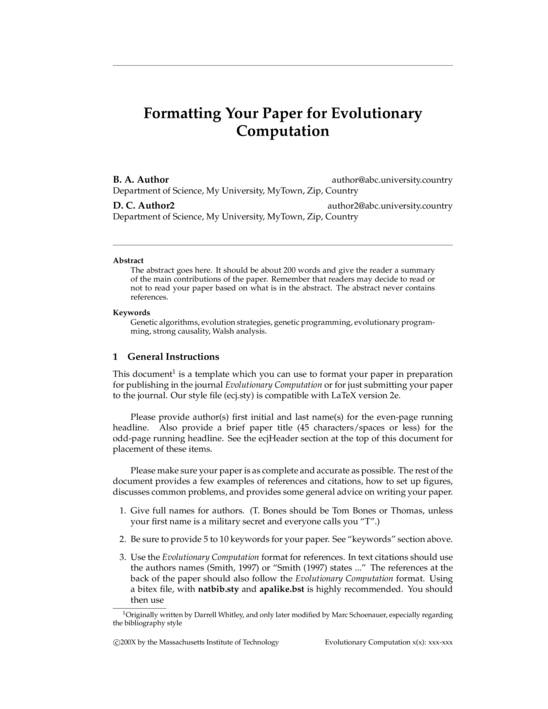 Formatting Your Paper for Evolutionary
Computation
B. A. Author author@abc.university.country
Department of Science, My University, MyTown, Zip, Country
D. C. Author2 author2@abc.university.country
Department of Science, My University, MyTown, Zip, Country
Abstract
The abstract goes here. It should be about 200 words and give the reader a summary
of the main contributions of the paper. Remember that readers may decide to read or
not to read your paper based on what is in the abstract. The abstract never contains
references.
Keywords
Genetic algorithms, evolution strategies, genetic programming, evolutionary program-
ming, strong causality, Walsh analysis.
1 General Instructions
This document¹ is a template which you can use to format your paper in preparation
for publishing in the journal Evolutionary Computation or for just submitting your paper
to the journal. Our style file (ecj.sty) is compatible with LaTeX version 2e.
Please provide author(s) first initial and last name(s) for the even-page running
headline. Also provide a brief paper title (45 characters/spaces or less) for the
odd-page running headline. See the ecjHeader section at the top of this document for
placement of these items.
Please make sure your paper is as complete and accurate as possible. The rest of the
document provides a few examples of references and citations, how to set up figures,
discusses common problems, and provides some general advice on writing your paper.
1. Give full names for authors. (T. Bones should be Tom Bones or Thomas, unless
your first name is a military secret and everyone calls you “T”.)
2. Be sure to provide 5 to 10 keywords for your paper. See “keywords” section above.
3. Use the Evolutionary Computation format for references. In text citations should use
the authors names (Smith, 1997) or “Smith (1997) states ...” The references at the
back of the paper should also follow the Evolutionary Computation format. Using
a bitex file, with natbib.sty and apalike.bst is highly recommended. You should
then use
¹Originally written by Darrell Whitley, and only later modified by Marc Schoenauer, especially regarding
the bibliography style
©200X by the Massachusetts Institute of Technology Evolutionary Computation x(x): xxx-xxx